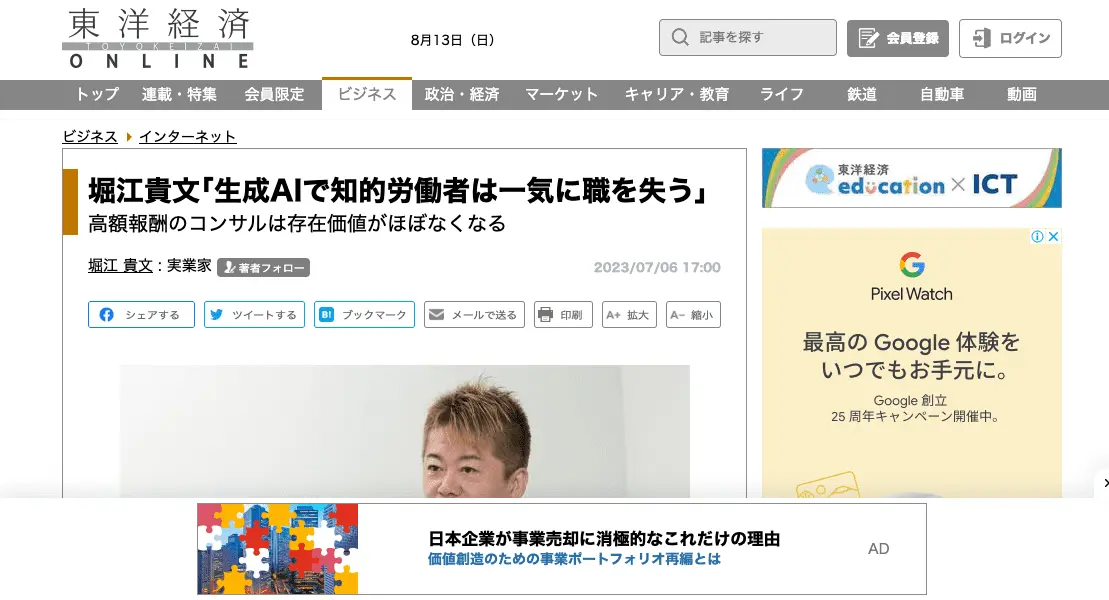 東洋経済
TOYOKEIZAI
ONLINE
8月13日（日）
記事を探す
会員登録
ログイン
トップ 連載・特集 会員限定 ビジネス 政治・経済 マーケット キャリア・教育 ライフ 鉄道 自動車 動画
ビジネス インターネット
堀江貴文｢生成AIで知的労働者は一気に職を失う｣
高額報酬のコンサルは存在価値がほぼなくなる
堀江 貴文 : 実業家 著者フォロー
2023/07/06 17:00
シェアする ツイートする B! ブックマーク メールで送る 印刷 A+ 拡大 A− 縮小
東洋経済
education × ICT
G
Pixel Watch
最高の Google 体験を
いつでもお手元に。
Google 創立
25 周年キャンペーン開催中。
日本企業が事業売却に消極的なこれだけの理由
価値創造のための事業ポートフォリオ再編とは
AD